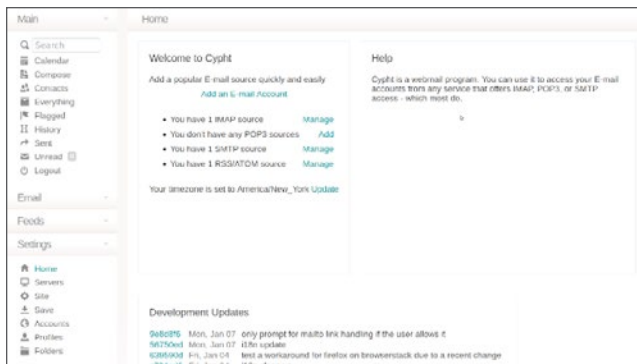 Main
Search
Calendar
Compose
Contacts
Everything
Flagged
History
Sent
Unread
Logout
Email
Feeds
Settings
Home
Servers
Site
Save
Accounts
Profiles
Folders
Home
Welcome to Cypht
Add a popular E-mail source quickly and easily
Add an E-mail Account
You have 1 IMAP source Manage
You don't have any POP3 sources Add
You have 1 SMTP source Manage
You have 1 RSS/ATOM source Manage
Your timezone is set to America/New_York Update
Help
Cypht is a webmail program. You can use it to access your E-mail
accounts from any service that offers IMAP, POP3, or SMTP
access - which most do.
Development Updates
Mon, Jan 07 only prompt for mailto link handling if the user allows it
Mon, Jan 07 i18n update
Fri, Jan 04 test a workaround for firefox on browserstack due to a recent change